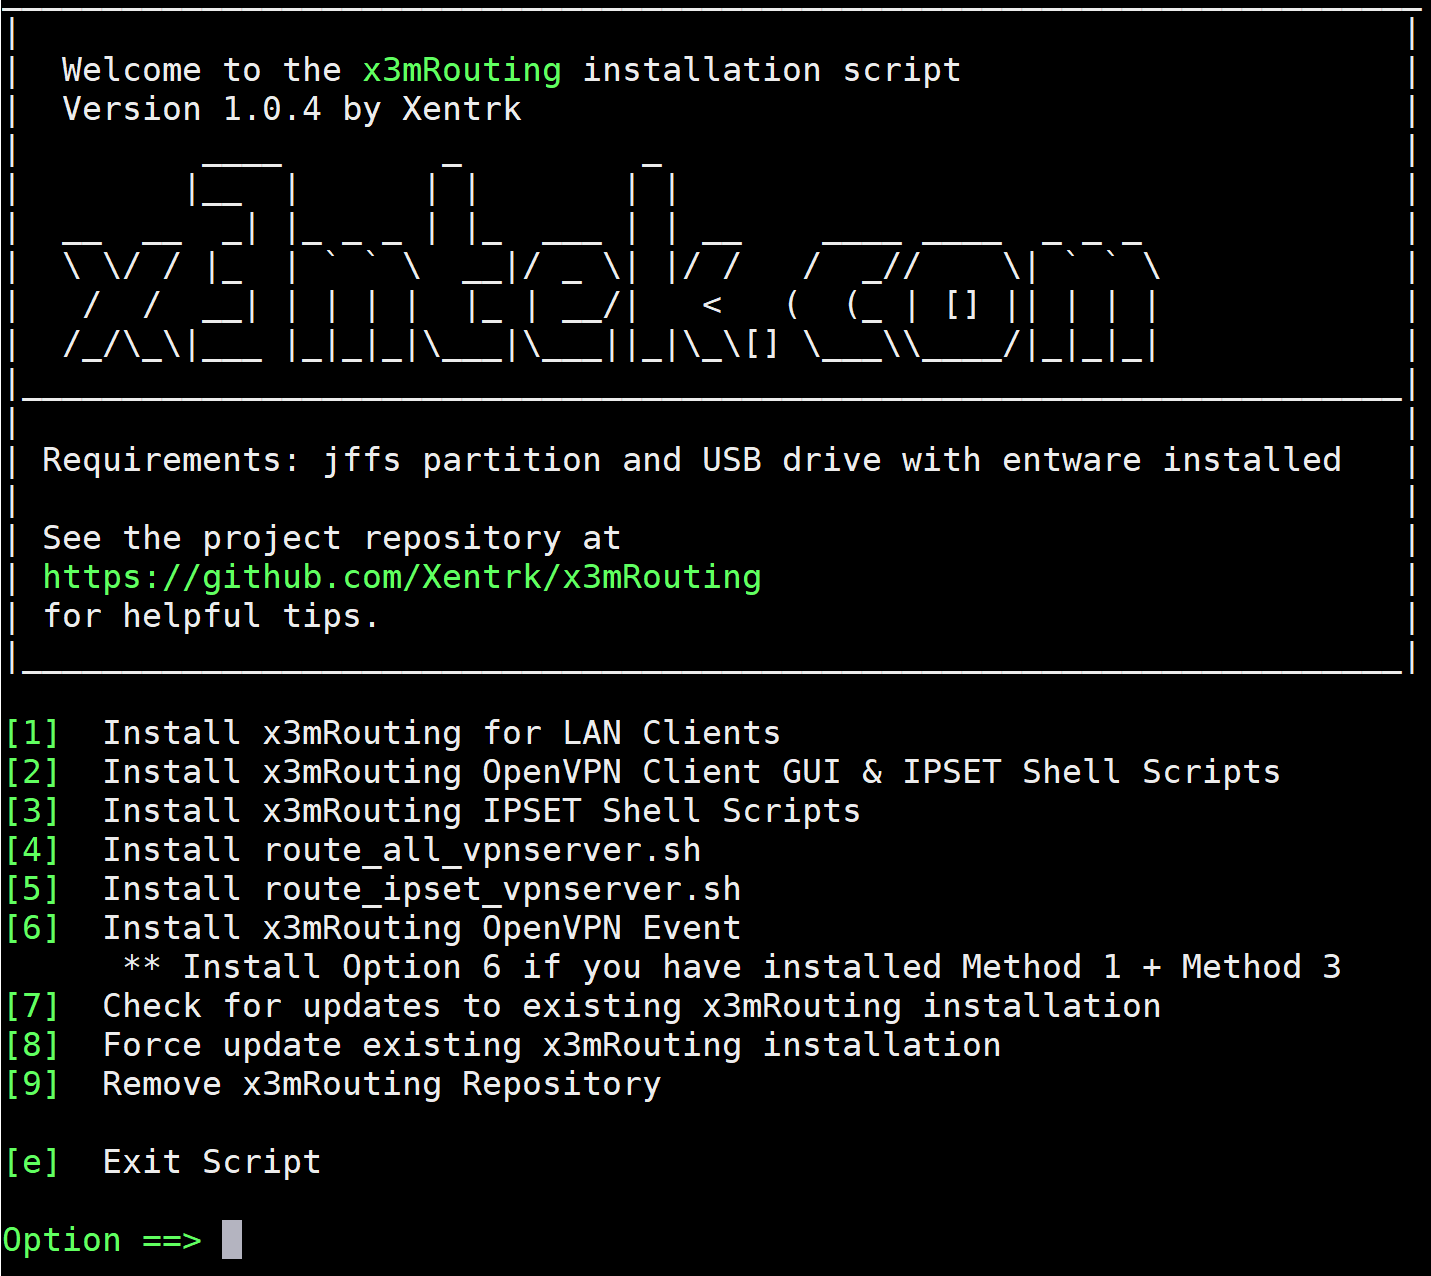 Welcome to the x3mRouting installation script
Version 1.0.4 by Xentrk
x3mtek.com
Requirements: jffs partition and USB drive with entware installed
See the project repository at
https://github.com/Xentrk/x3mRouting
for helpful tips.
[1]  Install x3mRouting for LAN Clients
[2]  Install x3mRouting OpenVPN Client GUI & IPSET Shell Scripts
[3]  Install x3mRouting IPSET Shell Scripts
[4]  Install route_all_vpnserver.sh
[5]  Install route_ipset_vpnserver.sh
[6]  Install x3mRouting OpenVPN Event
** Install Option 6 if you have installed Method 1 + Method 3
[7]  Check for updates to existing x3mRouting installation
[8]  Force update existing x3mRouting installation
[9]  Remove x3mRouting Repository
[e]  Exit Script
Option ==>